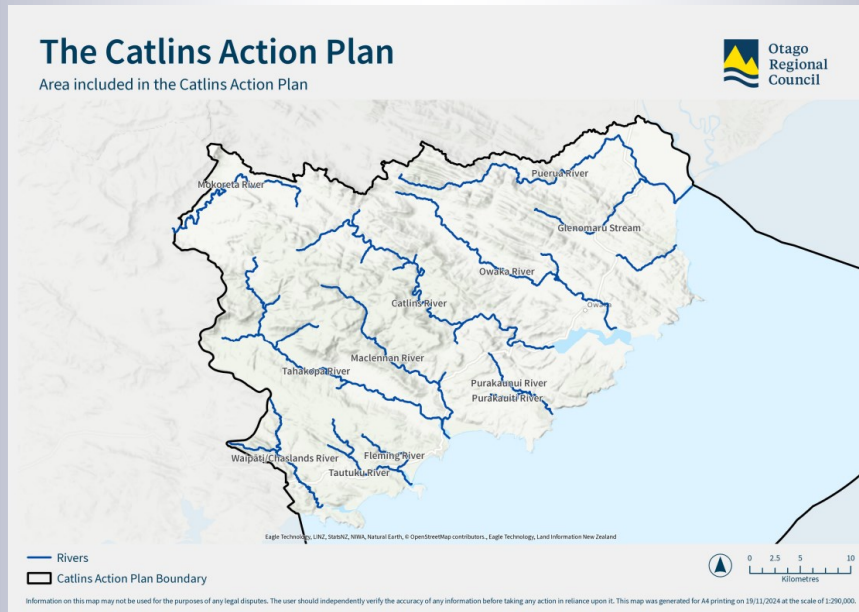 The Catlins Action Plan
Area included in the Catlins Action Plan
Otago
Regional
Council
Puerua River
Mokoreta River
Glenomaru Stream
Owaka River
Catlins River
Owaka
Maclennan River
Tahakopa River
Purakaunui River
Purakauiti River
Fleming River
Waipati/Chaslands River
Tautuku River
Eagle Technology, LINZ, StatsNZ, NIWA, Natural Earth, © OpenStreetMap contributors., Eagle Technology, Land Information New Zealand
Rivers
Catlins Action Plan Boundary
0 2.5 5 10
Kilometres
Information on this map may not be used for the purposes of any legal disputes. The user should independently verify the accuracy of any information before taking any action in reliance upon it. This map was generated for A4 printing on 19/11/2024 at the scale of 1:290,000.